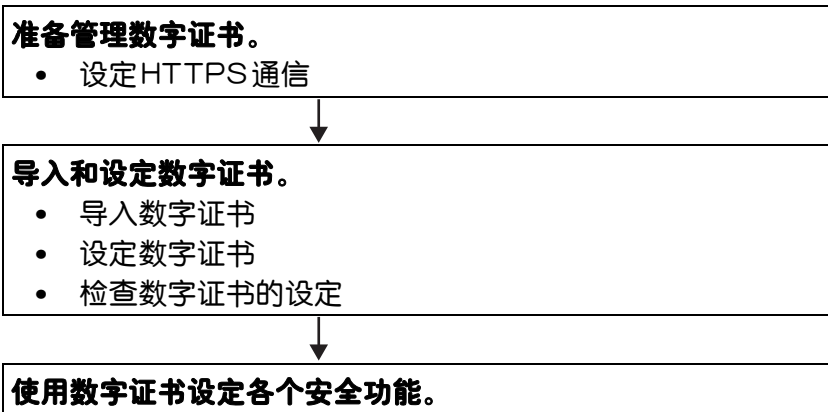 准备管理数字证书。
• 设定HTTPS通信
导入和设定数字证书。
• 导入数字证书
• 设定数字证书
• 检查数字证书的设定
使用数字证书设定各个安全功能。